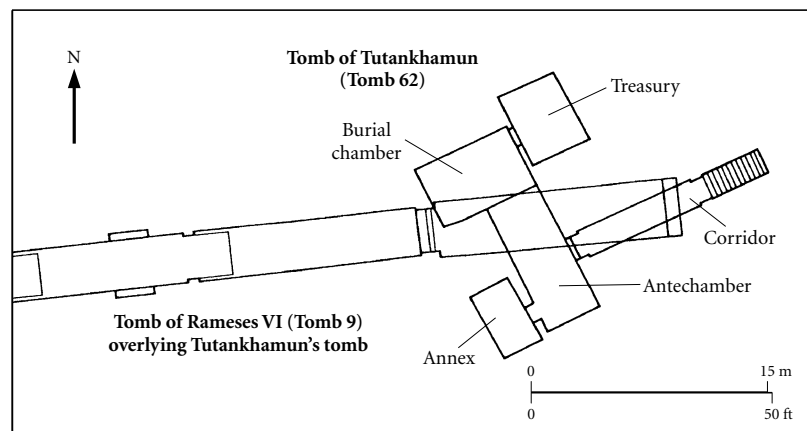 Tomb of Tutankhamun
(Tomb 62)
N
Treasury
Burial
chamber
Corridor
Antechamber
Tomb of Rameses VI (Tomb 9)
overlying Tutankhamun's tomb
Annex
0 15 m
0 50 ft